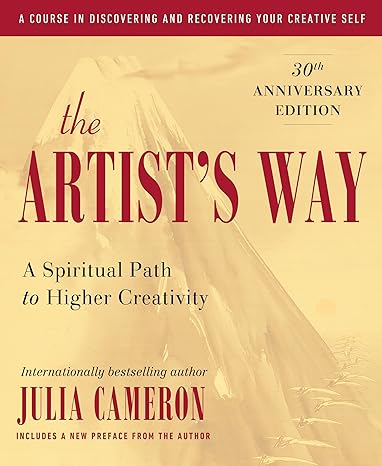 A COURSE IN DISCOVERING AND RECOVERING YOUR CREATIVE SELF
30th
ANNIVERSARY
EDITION
the
ARTIST'S WAY
A Spiritual Path
to Higher Creativity
Internationally bestselling author
JULIA CAMERON
INCLUDES A NEW PREFACE FROM THE AUTHOR